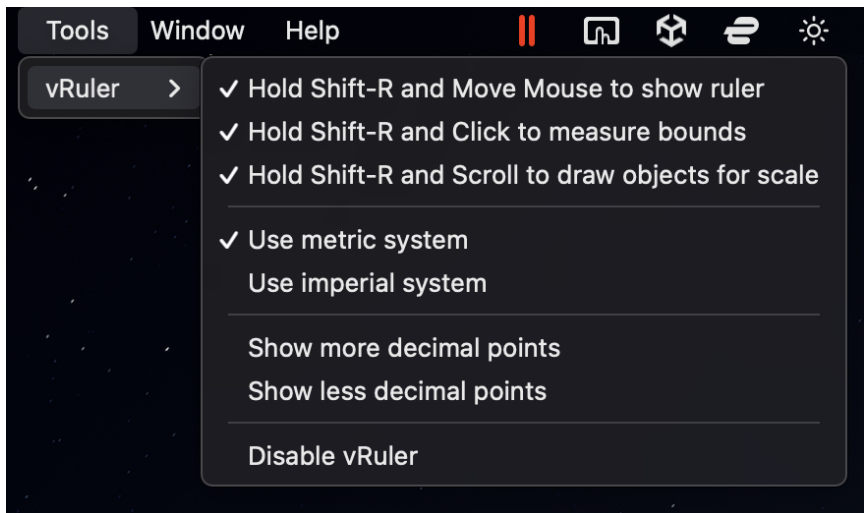 Tools Window Help
vRuler
Hold Shift-R and Move Mouse to show ruler
Hold Shift-R and Click to measure bounds
Hold Shift-R and Scroll to draw objects for scale
Use metric system
Use imperial system
Show more decimal points
Show less decimal points
Disable vRuler